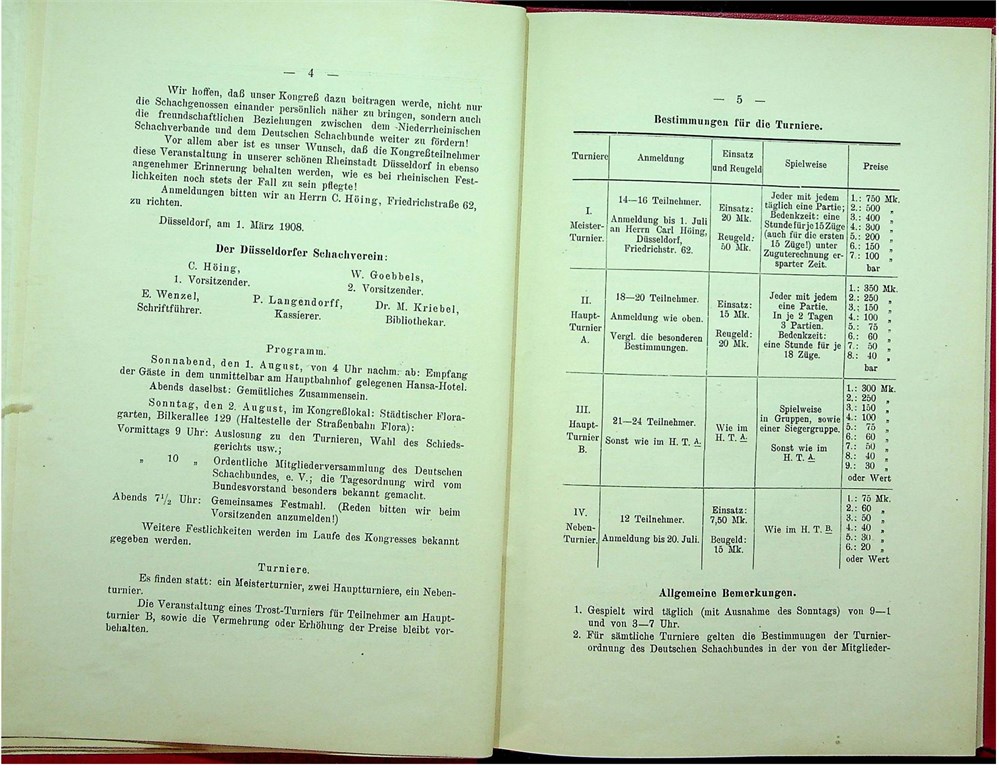 — 4 —
Wir hoffen, daß unser Kongreß dazu beitragen werde, nicht nur
die Schachgenossen einander persönlich näher zu bringen, sondern auch
die freundschaftlichen Beziehungen zwischen dem Niederrheinischen
Schachverbande und dem Deutschen Schachbunde weiter zu fördern!
Vor allem aber ist es unser Wunsch, daß die Kongreßteilnehmer
diese Veranstaltung in unserer schönen Rheinstadt Düsseldorf in ebenso
angenehmer Erinnerung behalten werden, wie es bei rheinischen Fest-
lichkeiten noch stets der Fall zu sein pflegte!
Anmeldungen bitten wir an Herrn C. Höing, Friedrichstraße 62,
zu richten.
Düsseldorf, am 1. März 1908.
Der Düsseldorfer Schachverein:
C. Höing, W. Goebbels,
1. Vorsitzender. 2. Vorsitzender.
E. Wenzel, P. Langendorff, Dr. M. Kriebel,
Schriftführer. Kassierer. Bibliothekar.
Programm.
Sonnabend, den 1. August, von 4 Uhr nachm. ab: Empfang
der Gäste in dem unmittelbar am Hauptbahnhof gelegenen Hansa-Hotel.
Abends daselbst: Gemütliches Zusammensein.
Sonntag, den 2. August, im Kongreßlokal: Städtischer Flora-
garten, Bilkerallee 129 (Haltestelle der Straßenbahn Flora):
Vormittags 9 Uhr: Auslosung zu den Turnieren, Wahl des Schieds-
gerichts usw.;
„ 10 „ Ordentliche Mitgliederversammlung des Deutschen
Schachbundes, e. V.; die Tagesordnung wird vom
Bundesvorstand besonders bekannt gemacht.
Abends 7½ Uhr: Gemeinsames Festmahl. (Reden bitten wir beim
Vorsitzenden anzumelden!)
Weitere Festlichkeiten werden im Laufe des Kongresses bekannt
gegeben werden.
Turniere.
Es finden statt: ein Meisterturnier, zwei Hauptturniere, ein Neben-
turnier.
Die Veranstaltung eines Trost-Turniers für Teilnehmer am Haupt-
turnier B, sowie die Vermehrung oder Erhöhung der Preise bleibt vor-
behalten.
— 5 —
Bestimmungen für die Turniere.
Turniere Anmeldung Einsatz und Reugeld Spielweise Preise
I.
Meister-
Turnier.
14—16 Teilnehmer.
Anmeldung bis 1. Juli
an Herrn Carl Höing,
Düsseldorf,
Friedrichstr. 62.
Einsatz:
20 Mk.
Reugeld:
50 Mk.
Jeder mit jedem
täglich eine Partie;
Bedenkzeit: eine
Stunde für je 15 Züge
(auch für die ersten
15 Züge!) unter
Zuguterechnung er-
sparter Zeit.
1.: 750 Mk.
2.: 500 „
3.: 400 „
4.: 300 „
5.: 200 „
6.: 150 „
7.: 100 „
bar
II.
Haupt-
Turnier
A.
18—20 Teilnehmer.
Anmeldung wie oben.
Vergl. die besonderen
Bestimmungen.
Einsatz:
15 Mk.
Reugeld:
20 Mk.
Jeder mit jedem
eine Partie.
In je 2 Tagen
3 Partien.
Bedenkzeit:
eine Stunde für je
18 Züge.
1.: 350 Mk.
2.: 250 „
3.: 150 „
4.: 100 „
5.: 75 „
6.: 60 „
7.: 50 „
8.: 40 „
bar
III.
Haupt-
Turnier
B.
21—24 Teilnehmer.
Sonst wie im H. T. A.
Wie im
H. T. A.
Spielweise
in Gruppen, sowie
einer Siegergruppe.
Sonst wie im
H. T. A.
1.: 300 Mk.
2.: 250 „
3.: 150 „
4.: 100 „
5.: 75 „
6.: 60 „
7.: 50 „
8.: 40 „
9.: 30 „
oder Wert
IV.
Neben-
Turnier.
12 Teilnehmer.
Anmeldung bis 20. Juli.
Einsatz:
7,50 Mk.
Beugeld:
15 Mk.
Wie im H. T. B.
1.: 75 Mk.
2.: 60 „
3.: 50 „
4.: 40 „
5.: 30 „
6.: 20 „
oder Wert
Allgemeine Bemerkungen.
1. Gespielt wird täglich (mit Ausnahme des Sonntags) von 9—1
und von 3—7 Uhr.
2. Für sämtliche Turniere gelten die Bestimmungen der Turnier-
ordnung des Deutschen Schachbundes in der von der Mitglieder-